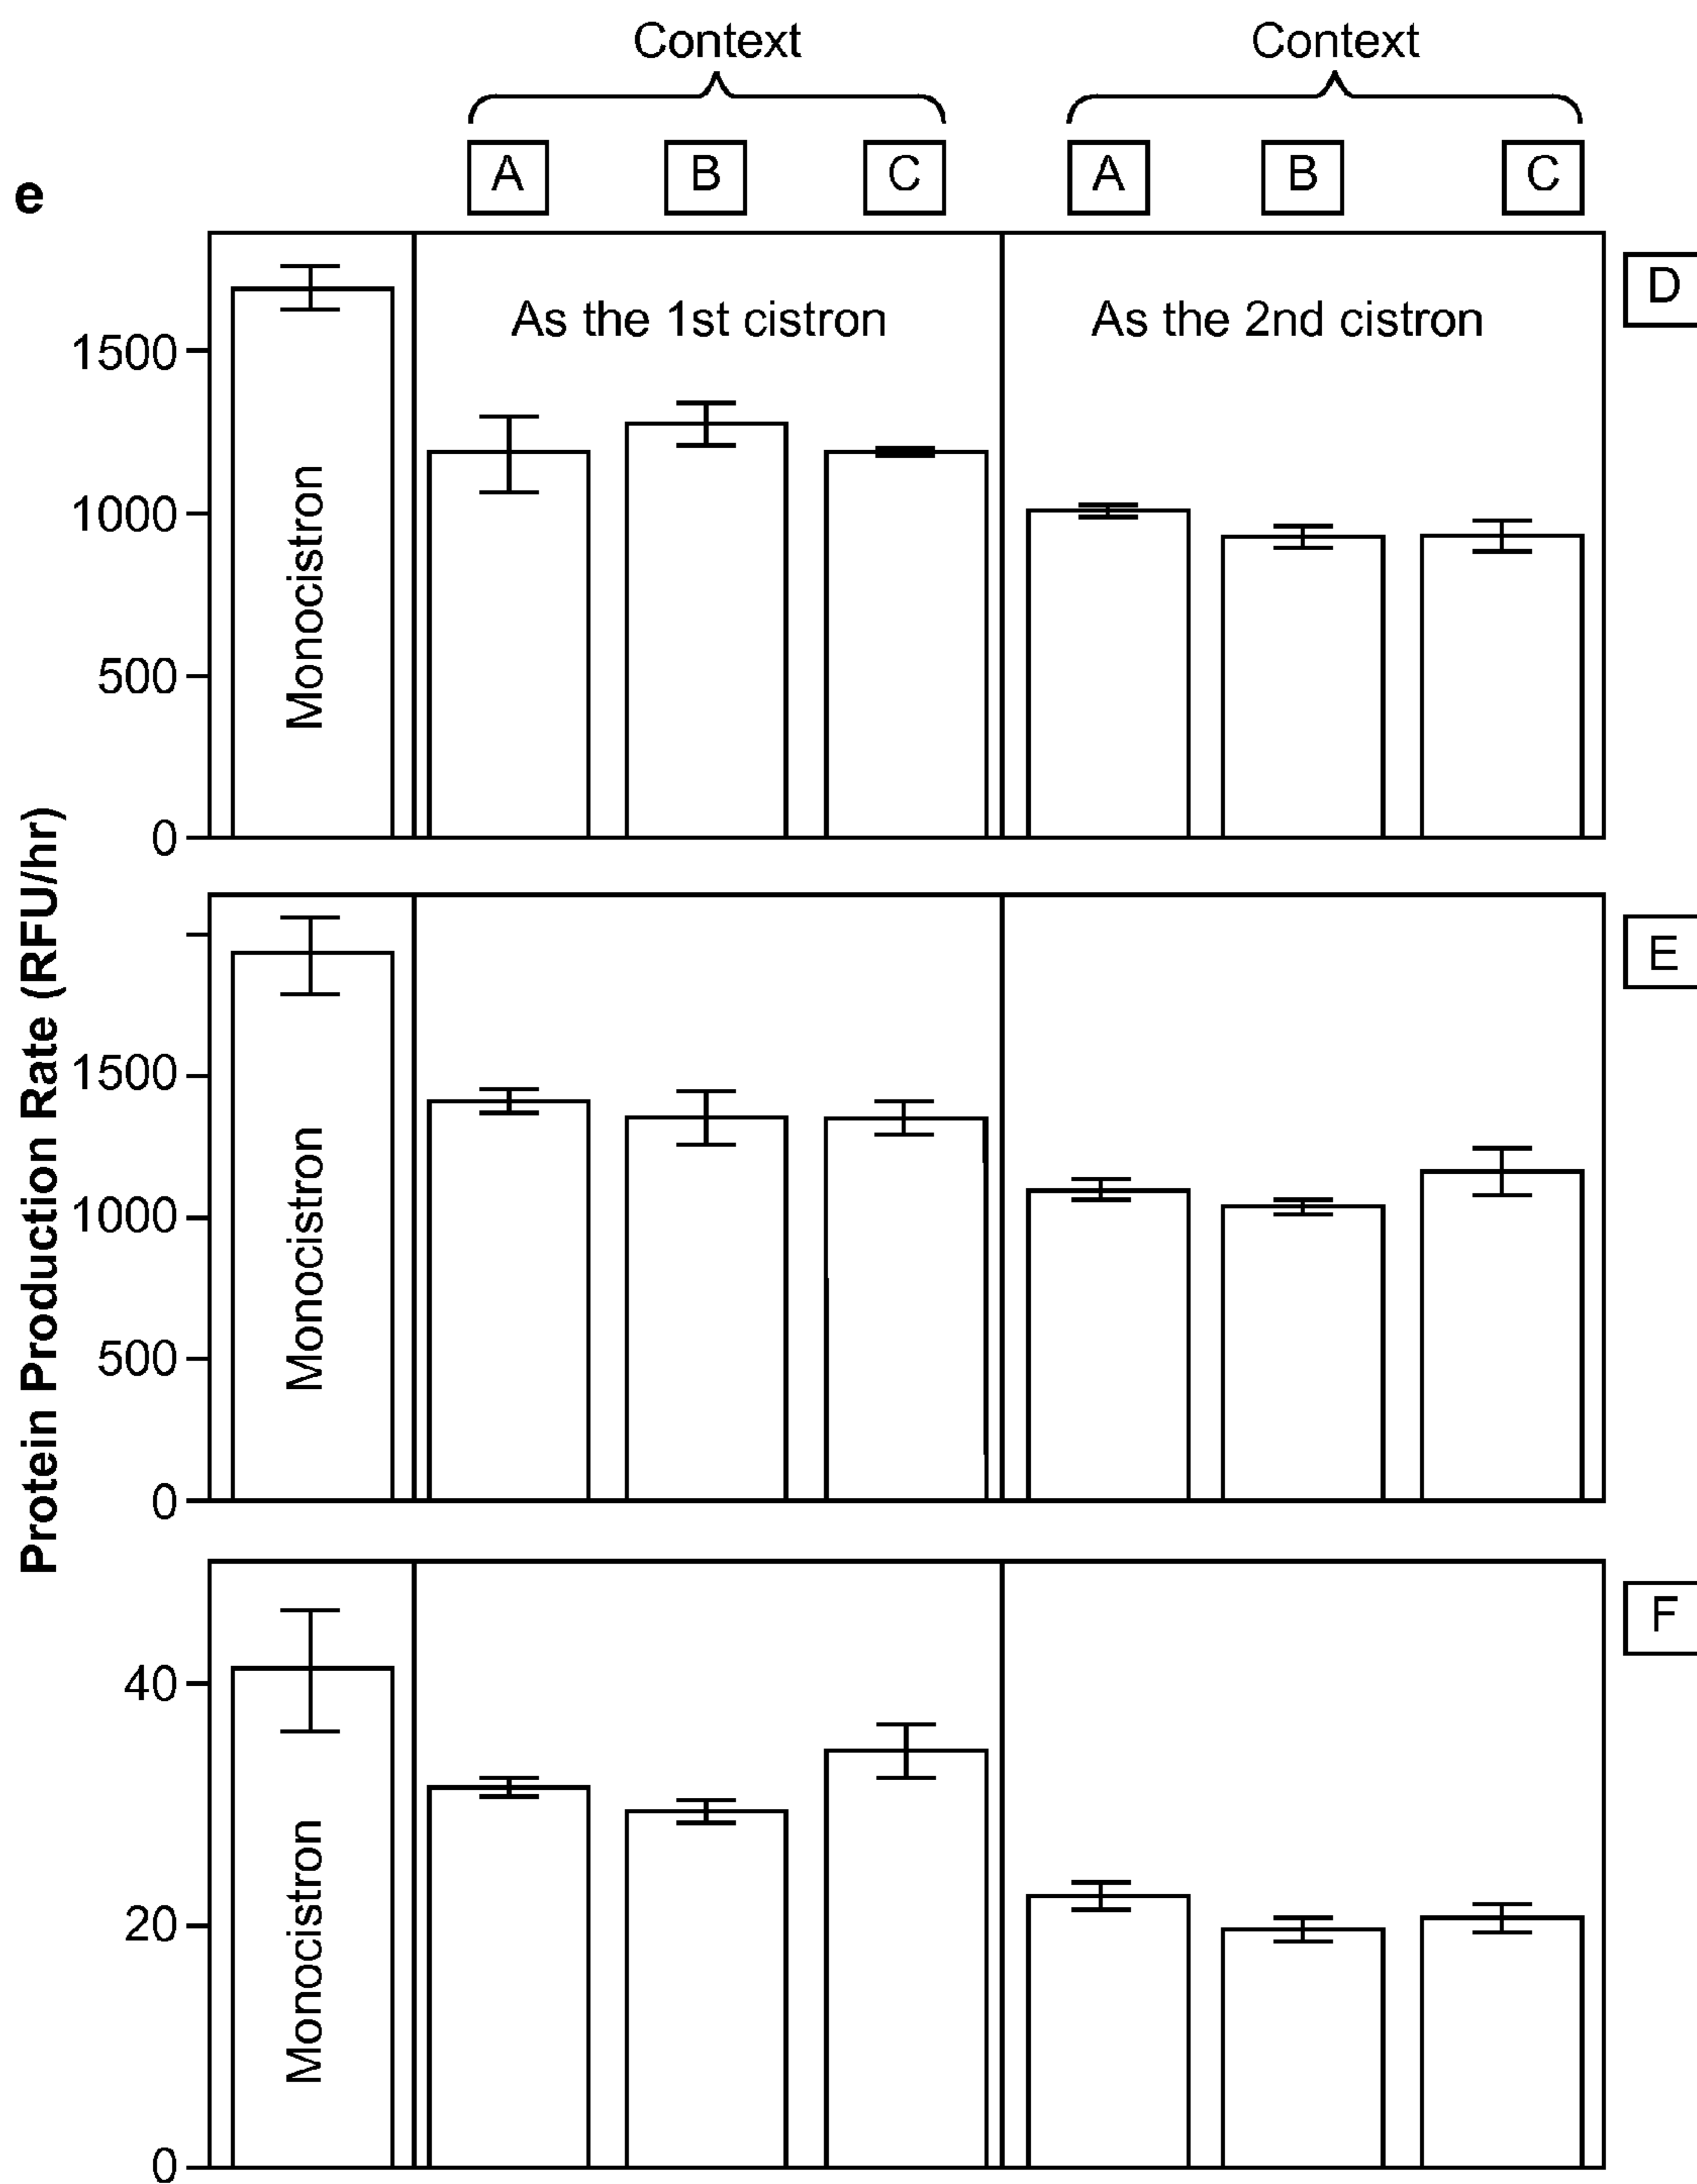 Context Context
A B C A B C
e
D
As the 1st cistron As the 2nd cistron
1500
1000
500
0
Monocistron
E
1500
1000
500
0
Monocistron
F
40
20
0
Monocistron
Protein Production Rate (RFU/hr)